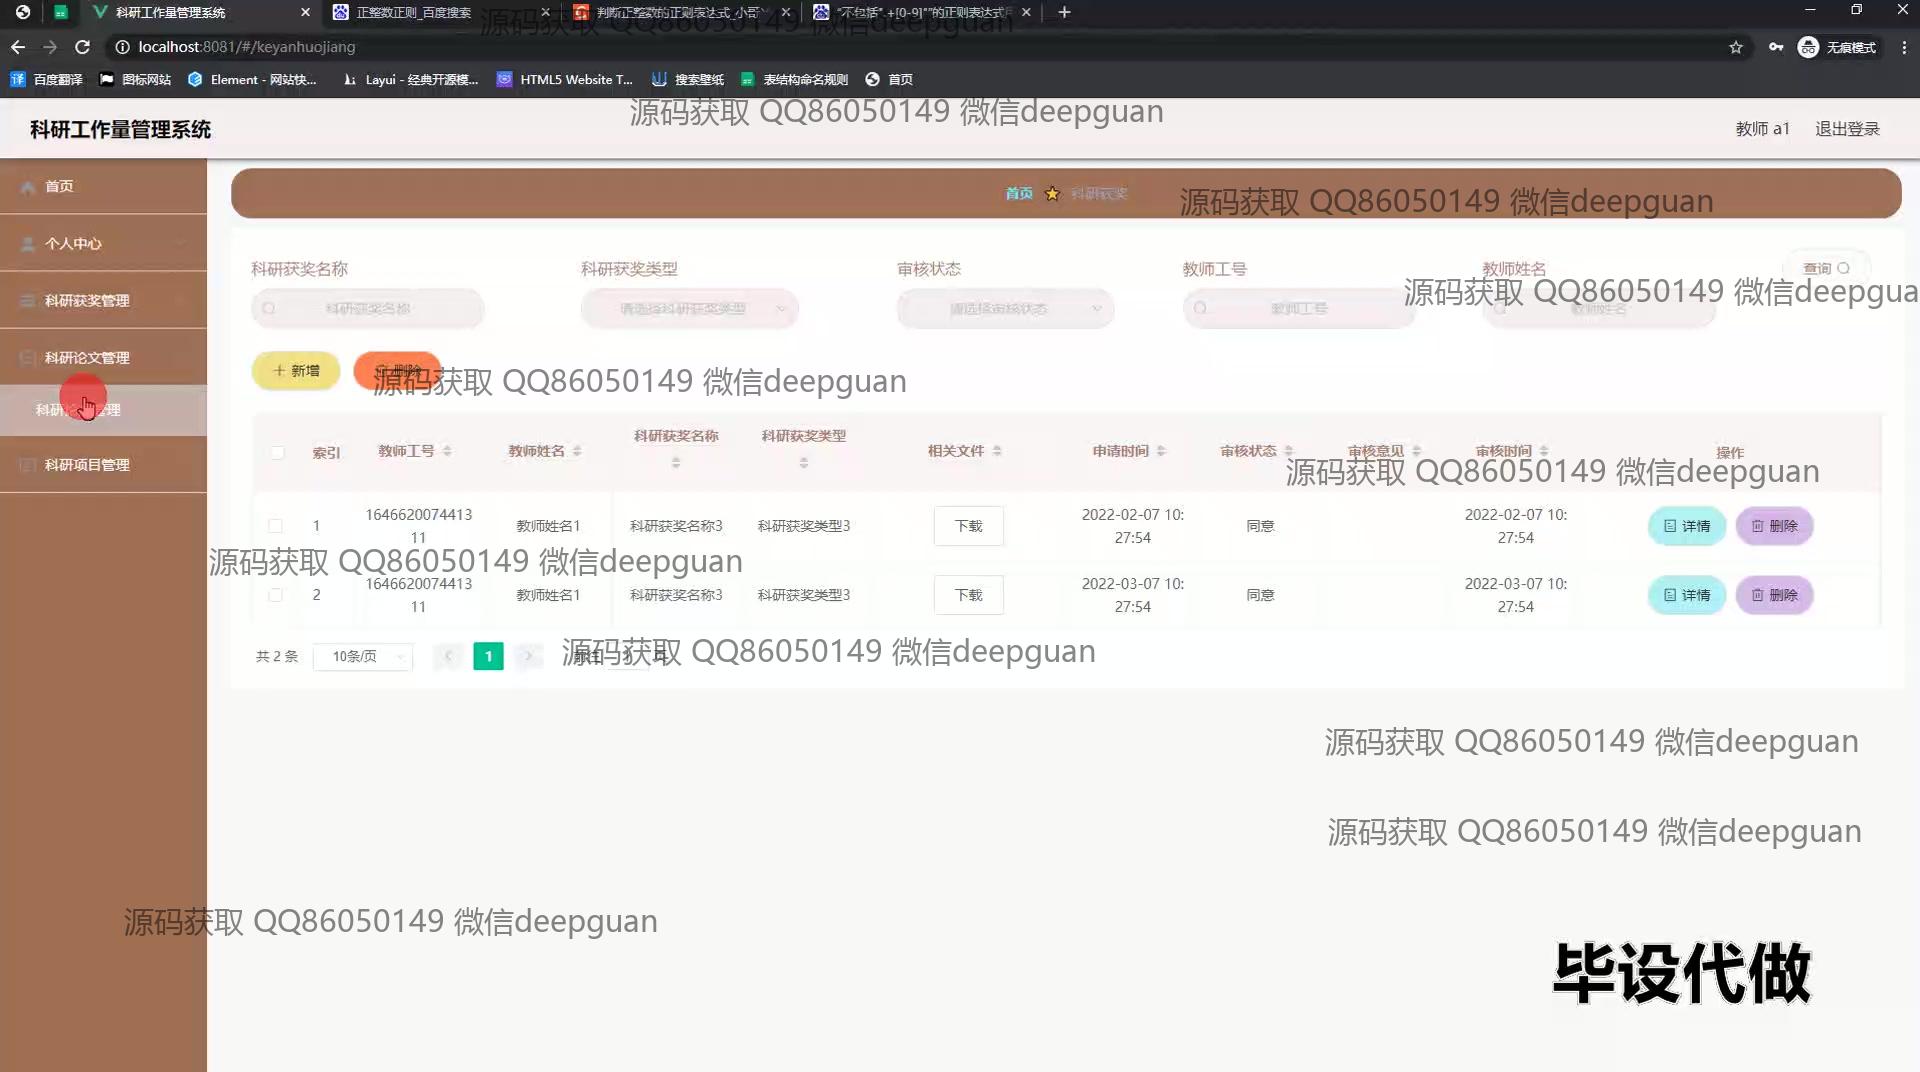 科研工作量管理系统
正整数正则_百度搜索
判断正整数的正则表达式_小哥
"不包括" +[0-9]*"的正则表达式
源码获取 QQ86050149 微信deepguan
localhost:8081/#/keyanhuojiang
无痕模式
百度翻译
图标网站
Element - 网站快...
Layui - 经典开源模...
HTML5 Website T...
搜索壁纸
表结构命名规则
首页
源码获取 QQ86050149 微信deepguan
科研工作量管理系统
教师 a1
退出登录
首页
个人中心
科研获奖管理
科研论文管理
科研
管理
科研项目管理
首页
科研获奖
源码获取 QQ86050149 微信deepguan
科研获奖名称
科研获奖类型
审核状态
教师工号
教师姓名
查询
科研获奖名称
请选择科研获奖类型
请选择审核状态
教师工号
教师姓名
源码获取 QQ86050149 微信deepgua
新增
删除
源码获取 QQ86050149 微信deepguan
索引
教师工号
教师姓名
科研获奖名称
科研获奖类型
相关文件
申请时间
审核状态
审核意见
审核时间
操作
源码获取 QQ86050149 微信deepguan
1
1646620074413
11
教师姓名1
科研获奖名称3
科研获奖类型3
下载
2022-02-07 10:
27:54
同意
2022-02-07 10:
27:54
详情
删除
源码获取 QQ86050149 微信deepguan
2
1646620074413
11
教师姓名1
科研获奖名称3
科研获奖类型3
下载
2022-03-07 10:
27:54
同意
2022-03-07 10:
27:54
详情
删除
共 2 条
10条/页
1
源码获取 QQ86050149 微信deepguan
源码获取 QQ86050149 微信deepguan
源码获取 QQ86050149 微信deepguan
源码获取 QQ86050149 微信deepguan
毕设代做